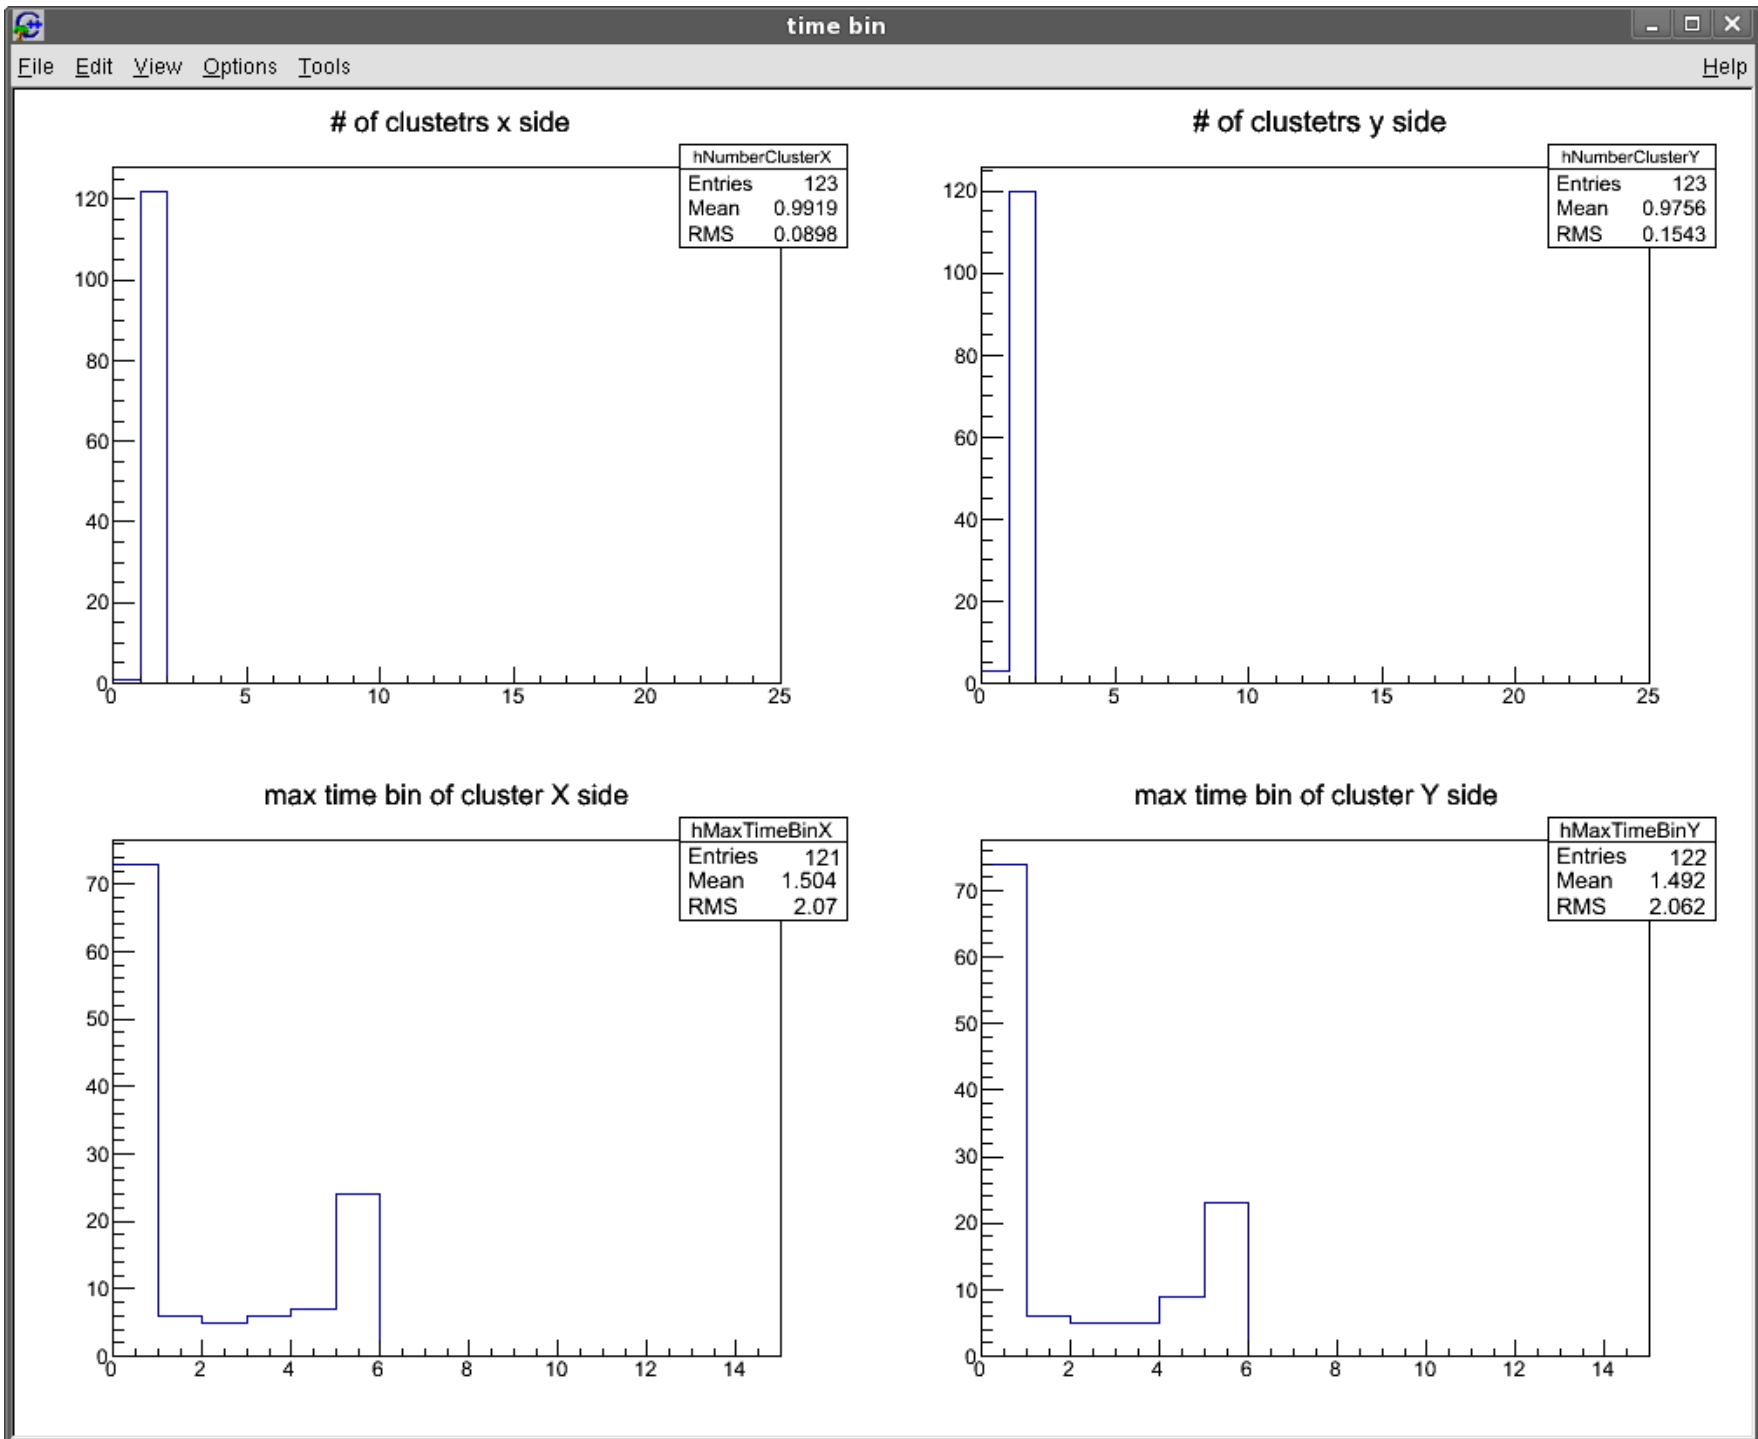 time bin
File Edit View Options Tools Help
# of clustetrs x side
hNumberClusterX
Entries 123
Mean 0.9919
RMS 0.0898
120
100
80
60
40
20
0
0 5 10 15 20 25
# of clustetrs y side
hNumberClusterY
Entries 123
Mean 0.9756
RMS 0.1543
120
100
80
60
40
20
0
0 5 10 15 20 25
max time bin of cluster X side
hMaxTimeBinX
Entries 121
Mean 1.504
RMS 2.07
70
60
50
40
30
20
10
0
0 2 4 6 8 10 12 14
max time bin of cluster Y side
hMaxTimeBinY
Entries 122
Mean 1.492
RMS 2.062
70
60
50
40
30
20
10
0
0 2 4 6 8 10 12 14